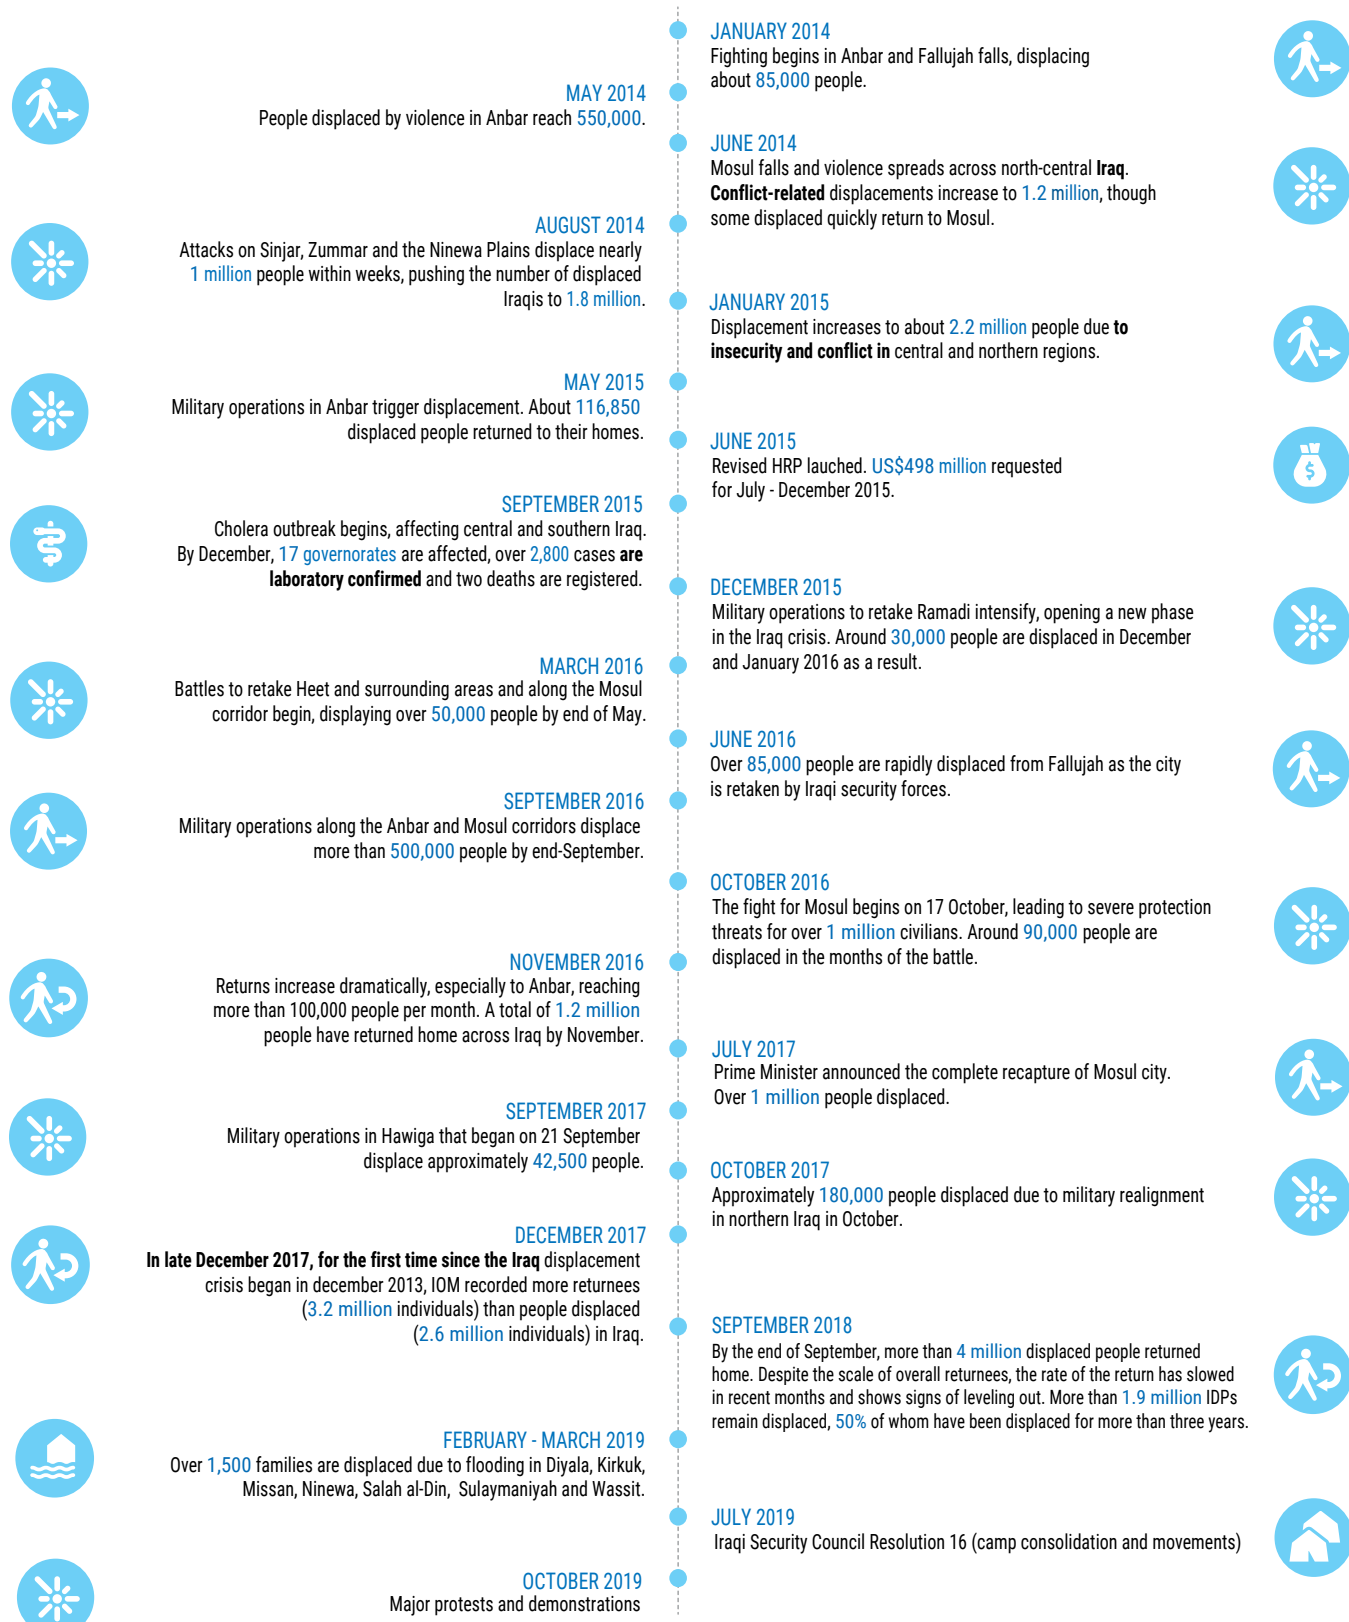 JANUARY 2014
Fighting begins in Anbar and Fallujah falls, displacing
about 85,000 people.
MAY 2014
People displaced by violence in Anbar reach 550,000.
JUNE 2014
Mosul falls and violence spreads across north-central Iraq.
Conflict-related displacements increase to 1.2 million, though
some displaced quickly return to Mosul.
AUGUST 2014
Attacks on Sinjar, Zummar and the Ninewa Plains displace nearly
1 million people within weeks, pushing the number of displaced
Iraqis to 1.8 million.
JANUARY 2015
Displacement increases to about 2.2 million people due to
insecurity and conflict in central and northern regions.
MAY 2015
Military operations in Anbar trigger displacement. About 116,850
displaced people returned to their homes.
JUNE 2015
Revised HRP lauched. US$498 million requested
for July - December 2015.
SEPTEMBER 2015
Cholera outbreak begins, affecting central and southern Iraq.
By December, 17 governorates are affected, over 2,800 cases are
laboratory confirmed and two deaths are registered.
DECEMBER 2015
Military operations to retake Ramadi intensify, opening a new phase
in the Iraq crisis. Around 30,000 people are displaced in December
and January 2016 as a result.
MARCH 2016
Battles to retake Heet and surrounding areas and along the Mosul
corridor begin, displaying over 50,000 people by end of May.
JUNE 2016
Over 85,000 people are rapidly displaced from Fallujah as the city
is retaken by Iraqi security forces.
SEPTEMBER 2016
Military operations along the Anbar and Mosul corridors displace
more than 500,000 people by end-September.
OCTOBER 2016
The fight for Mosul begins on 17 October, leading to severe protection
threats for over 1 million civilians. Around 90,000 people are
displaced in the months of the battle.
NOVEMBER 2016
Returns increase dramatically, especially to Anbar, reaching
more than 100,000 people per month. A total of 1.2 million
people have returned home across Iraq by November.
JULY 2017
Prime Minister announced the complete recapture of Mosul city.
Over 1 million people displaced.
SEPTEMBER 2017
Military operations in Hawiga that began on 21 September
displace approximately 42,500 people.
OCTOBER 2017
Approximately 180,000 people displaced due to military realignment
in northern Iraq in October.
DECEMBER 2017
In late December 2017, for the first time since the Iraq displacement
crisis began in december 2013, IOM recorded more returnees
(3.2 million individuals) than people displaced
(2.6 million individuals) in Iraq.
SEPTEMBER 2018
By the end of September, more than 4 million displaced people returned
home. Despite the scale of overall returnees, the rate of the return has slowed
in recent months and shows signs of leveling out. More than 1.9 million IDPs
remain displaced, 50% of whom have been displaced for more than three years.
FEBRUARY - MARCH 2019
Over 1,500 families are displaced due to flooding in Diyala, Kirkuk,
Missan, Ninewa, Salah al-Din, Sulaymaniyah and Wassit.
JULY 2019
Iraqi Security Council Resolution 16 (camp consolidation and movements)
OCTOBER 2019
Major protests and demonstrations